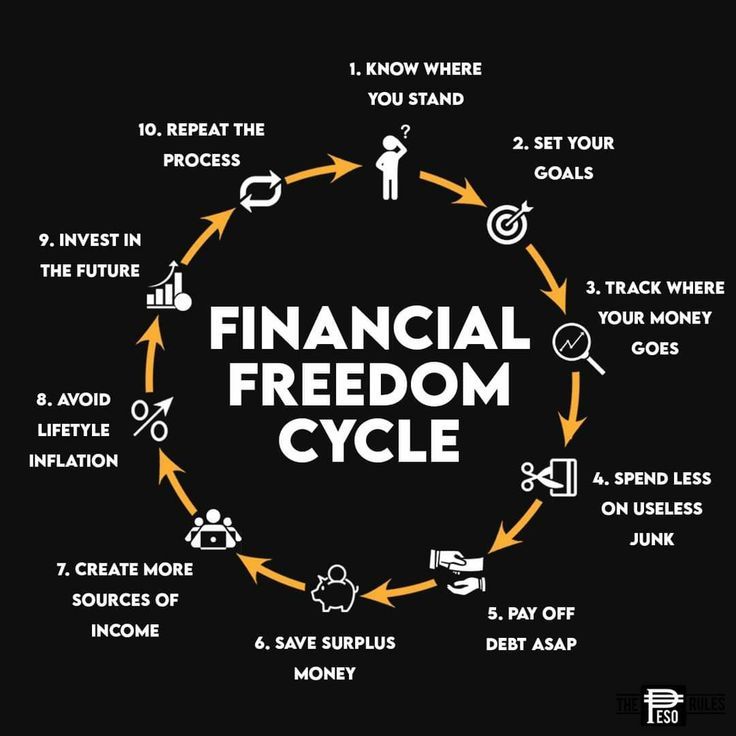 1. KNOW WHERE
YOU STAND
?
2. SET YOUR
GOALS
3. TRACK WHERE
YOUR MONEY
GOES
4. SPEND LESS
ON USELESS
JUNK
5. PAY OFF
DEBT ASAP
6. SAVE SURPLUS
MONEY
7. CREATE MORE
SOURCES OF
INCOME
8. AVOID
LIFETYLE
INFLATION
%
9. INVEST IN
THE FUTURE
10. REPEAT THE
PROCESS
FINANCIAL
FREEDOM
CYCLE
THE PESO RULES